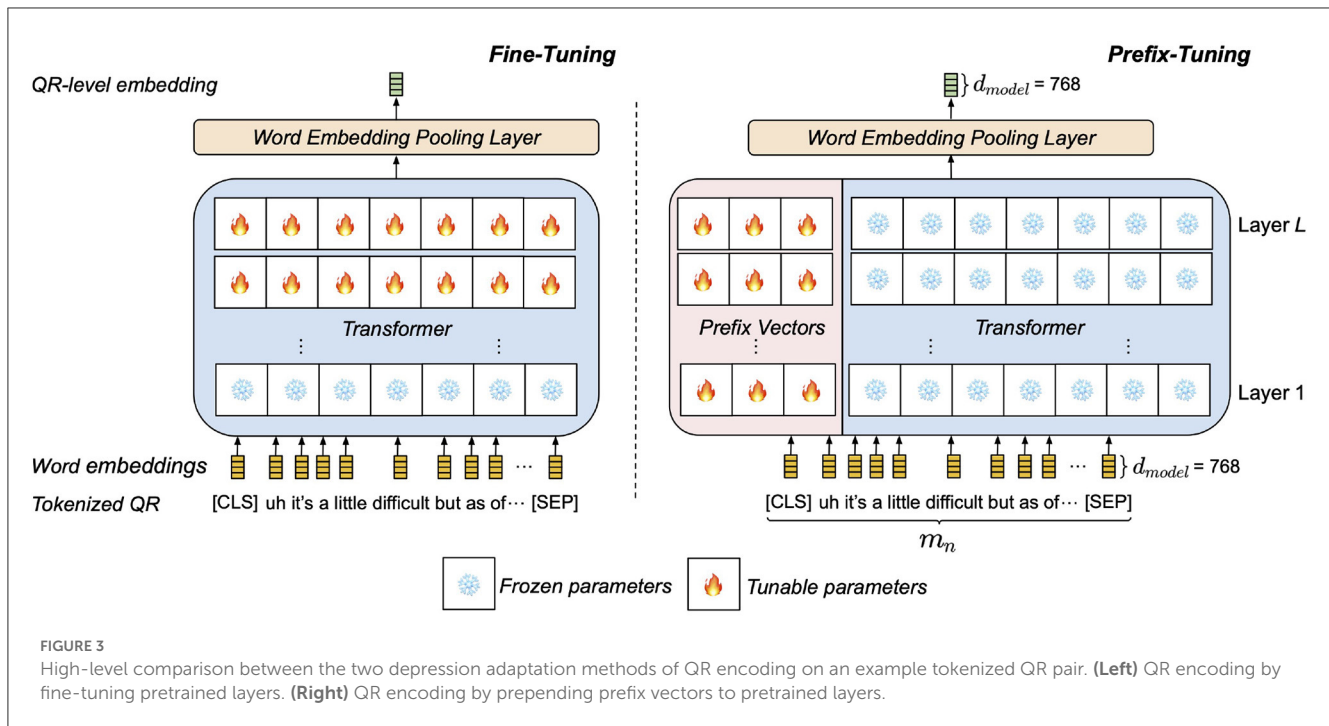 Fine-Tuning
Prefix-Tuning
QR-level embedding
} d_model = 768
Word Embedding Pooling Layer
Word Embedding Pooling Layer
Layer L
Transformer
Prefix Vectors
Transformer
⋮ ⋮
⋮
⋮ ⋮
Layer 1
Word embeddings
...
...
} d_model = 768
Tokenized QR
[CLS] uh it's a little difficult but as of... [SEP]
[CLS] uh it's a little difficult but as of... [SEP]
m_n
Frozen parameters
Tunable parameters
FIGURE 3
High-level comparison between the two depression adaptation methods of QR encoding on an example tokenized QR pair. (Left) QR encoding by
fine-tuning pretrained layers. (Right) QR encoding by prepending prefix vectors to pretrained layers.